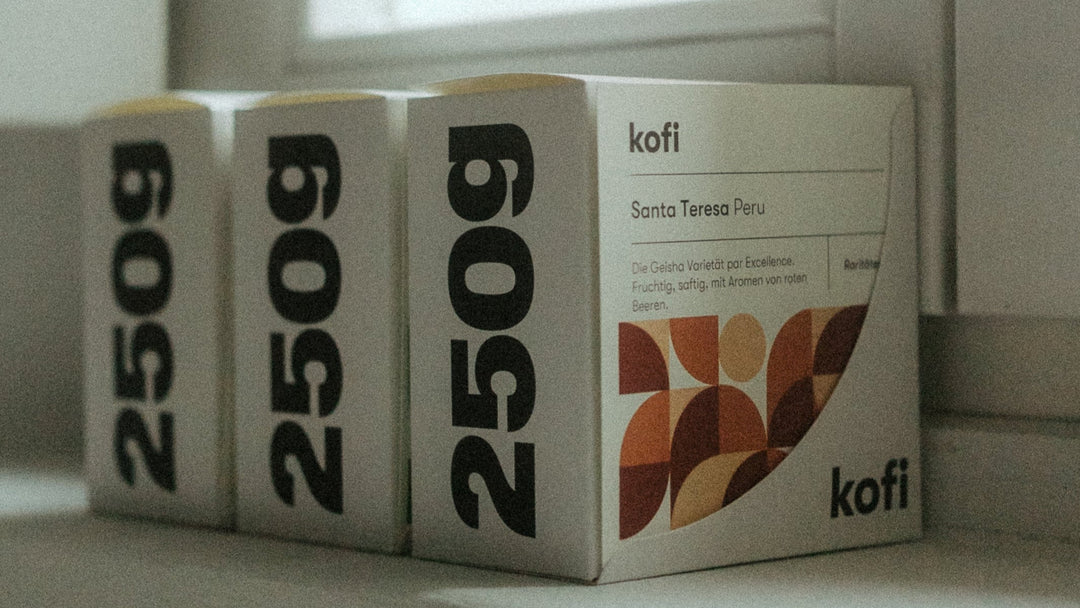 250g
250g
250g
kofi
Santa Teresa Peru
Die Geisha Varietät par Excellence.
Fruchtig, saftig, mit Aromen von roten
Beeren.
kofi